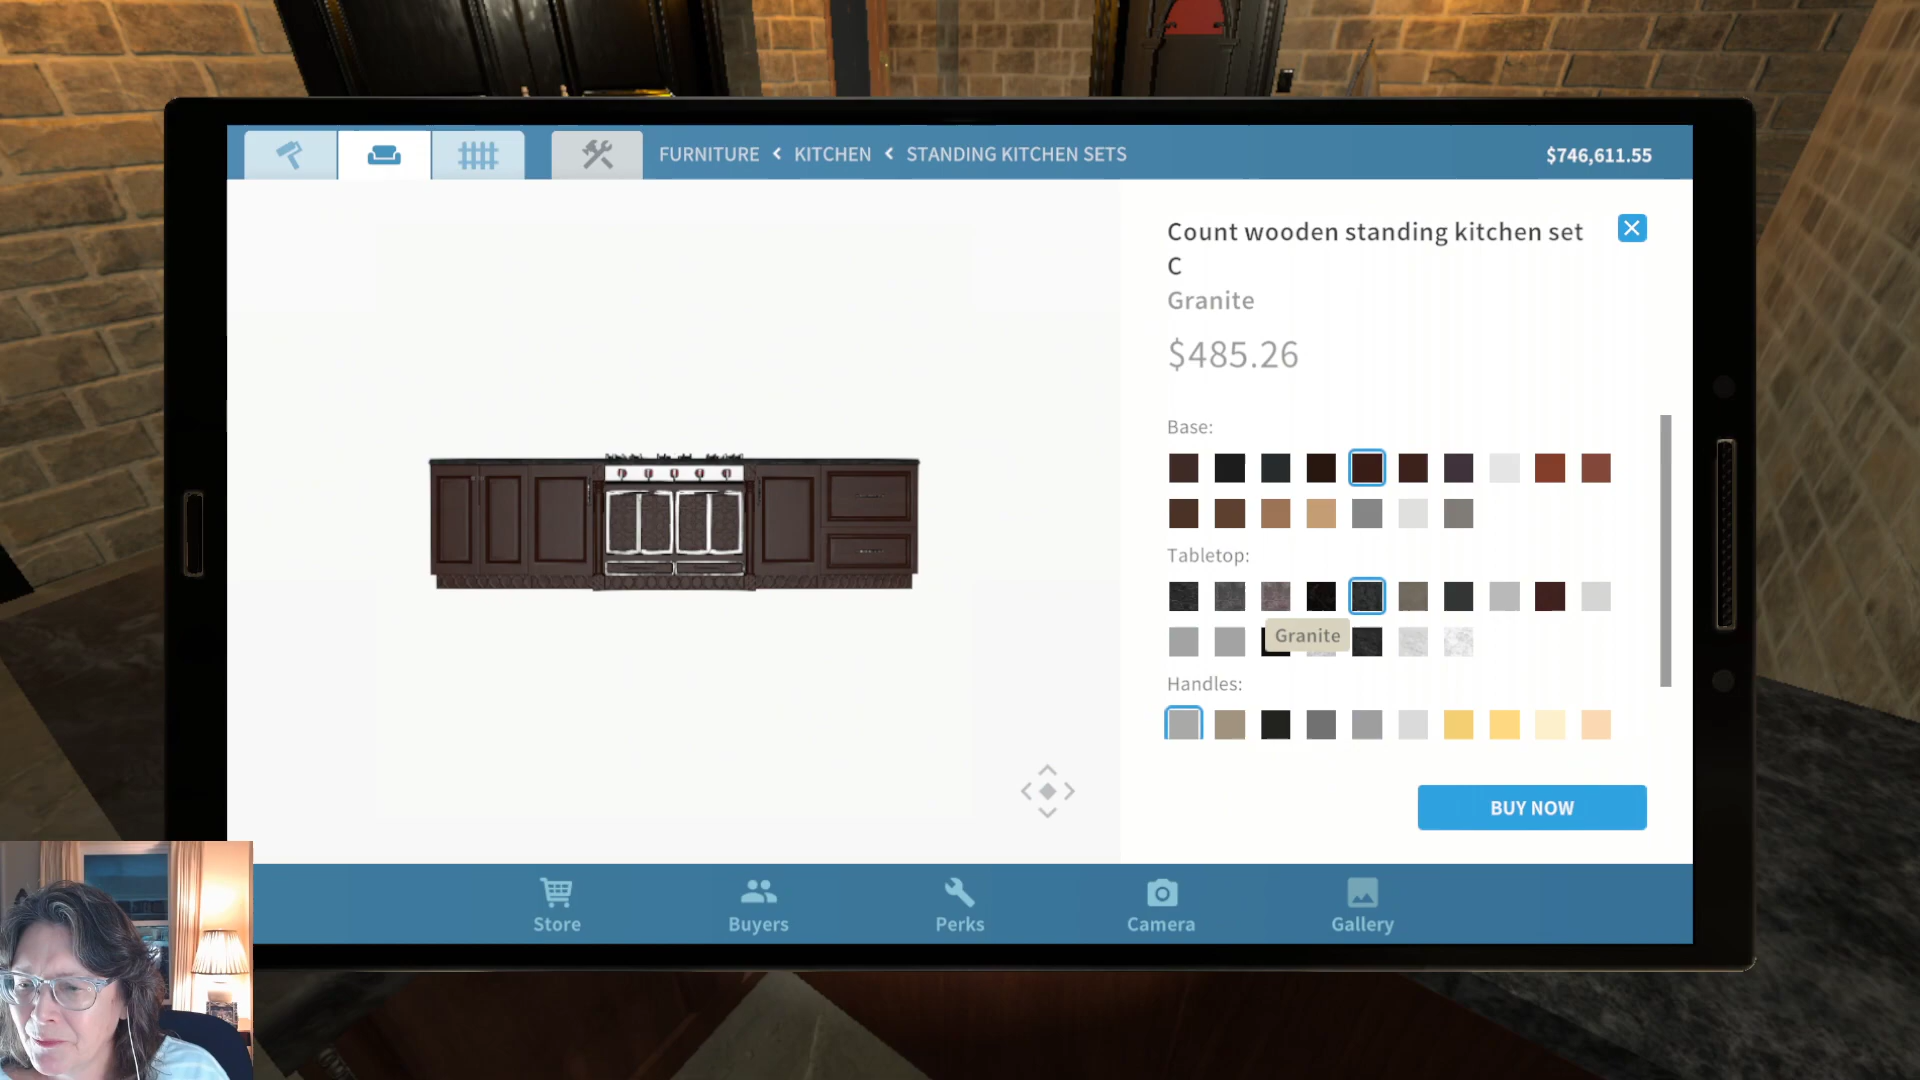 FURNITURE < KITCHEN < STANDING KITCHEN SETS
$746,611.55
Count wooden standing kitchen set
C
Granite
$485.26
Base:
Tabletop:
Granite
Handles:
BUY NOW
Store
Buyers
Perks
Camera
Gallery